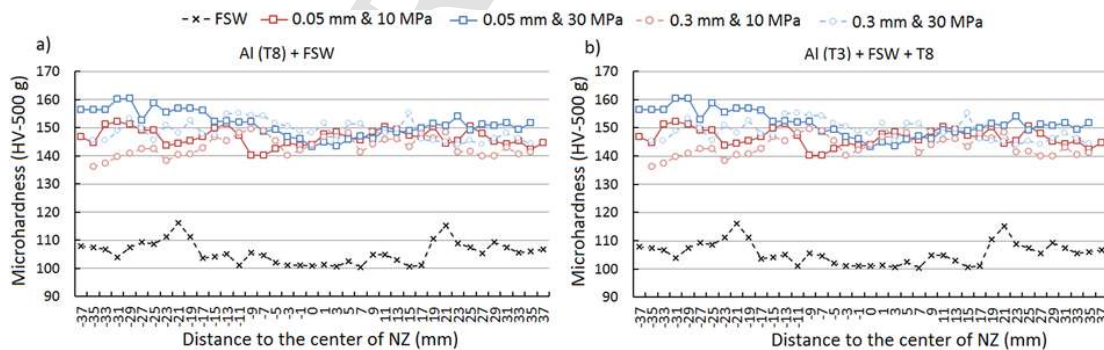 FSW 0.05 mm & 10 MPa 0.05 mm & 30 MPa 0.3 mm & 10 MPa 0.3 mm & 30 MPa
a) Al (T8) + FSW
Microhardness (HV-500 g)
170
160
150
140
130
120
110
100
90
-37 -35 -33 -31 -29 -27 -25 -23 -21 -19 -17 -15 -13 -11 -9 -7 -5 -3 -1 0 1 3 5 7 9 11 13 15 17 19 21 23 25 27 29 31 33 35 37
Distance to the center of NZ (mm)
b) Al (T3) + FSW + T8
Microhardness (HV-500 g)
170
160
150
140
130
120
110
100
90
-37 -35 -33 -31 -29 -27 -25 -23 -21 -19 -17 -15 -13 -11 -9 -7 -5 -3 -1 0 1 3 5 7 9 11 13 15 17 19 21 23 25 27 29 31 33 35 37
Distance to the center of NZ (mm)